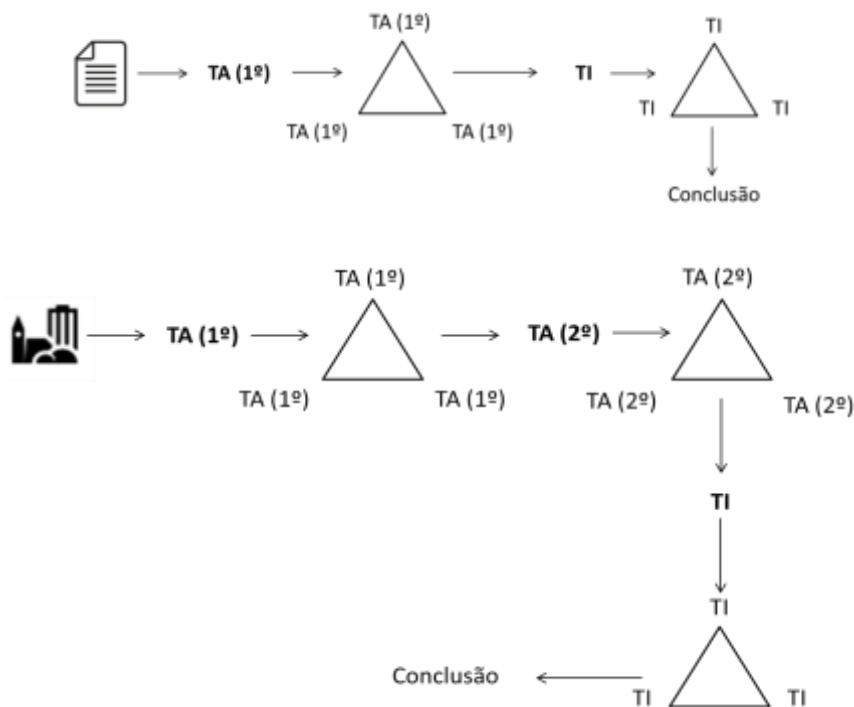 TA (1º)
TA (1º)
TA (1º)
TA (1º)
TI
TI
TI
TI
Conclusão
TA (1º)
TA (1º)
TA (1º)
TA (1º)
TA (2º)
TA (2º)
TA (2º)
TA (2º)
TI
TI
TI
TI
Conclusão